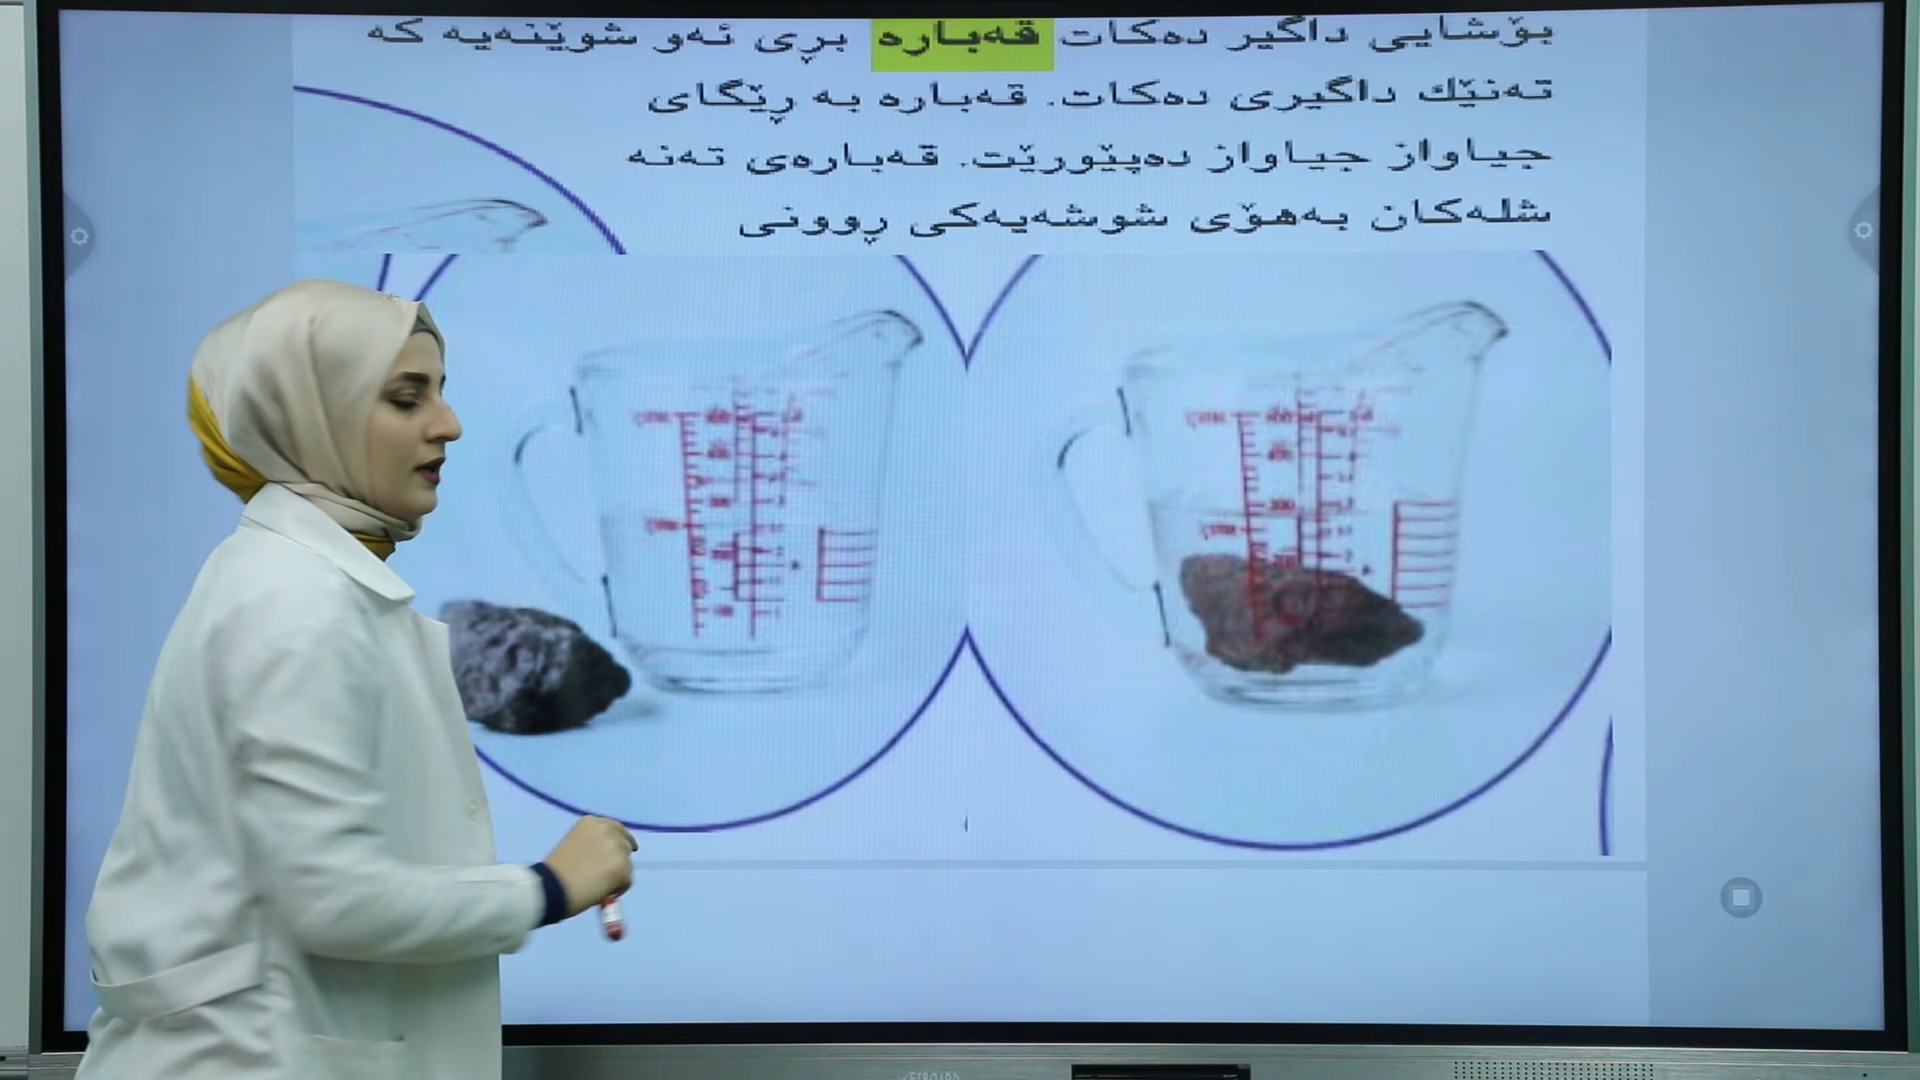 بۆشایی داگیر دەکات قەبارە بڕی ئەو شوێنەیە کە
تەنێك داگیری دەکات. قەبارە بە ڕێگای
جیاواز جیاواز دەپێورێت. قەبارەی تەنە
شلەکان بەهۆی شوشەیەکی ڕوونی